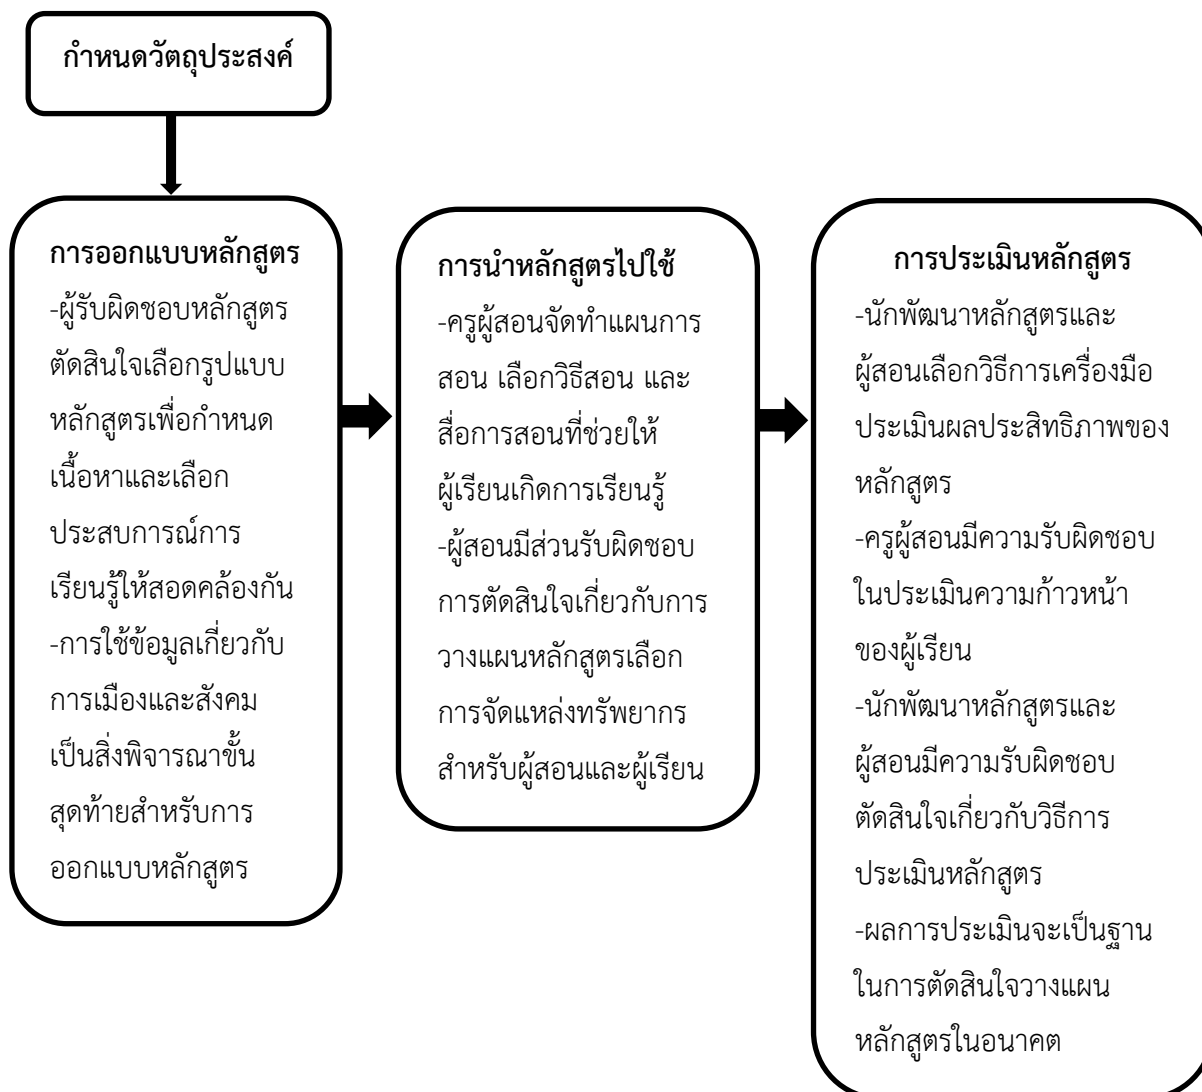 กำหนดวัตถุประสงค์
การออกแบบหลักสูตร
-ผู้รับผิดชอบหลักสูตร
ตัดสินใจเลือกรูปแบบ
หลักสูตรเพื่อกำหนด
เนื้อหาและเลือก
ประสบการณ์การ
เรียนรู้ให้สอดคล้องกัน
-การใช้ข้อมูลเกี่ยวกับ
การเมืองและสังคม
เป็นสิ่งพิจารณาขั้น
สุดท้ายสำหรับการ
ออกแบบหลักสูตร
การนำหลักสูตรไปใช้
-ครูผู้สอนจัดทำแผนการ
สอน เลือกวิธีสอน และ
สื่อการสอนที่ช่วยให้
ผู้เรียนเกิดการเรียนรู้
-ผู้สอนมีส่วนรับผิดชอบ
การตัดสินใจเกี่ยวกับการ
วางแผนหลักสูตรเลือก
การจัดแหล่งทรัพยากร
สำหรับผู้สอนและผู้เรียน
การประเมินหลักสูตร
-นักพัฒนาหลักสูตรและ
ผู้สอนเลือกวิธีการเครื่องมือ
ประเมินผลประสิทธิภาพของ
หลักสูตร
-ครูผู้สอนมีความรับผิดชอบ
ในประเมินความก้าวหน้า
ของผู้เรียน
-นักพัฒนาหลักสูตรและ
ผู้สอนมีความรับผิดชอบ
ตัดสินใจเกี่ยวกับวิธีการ
ประเมินหลักสูตร
-ผลการประเมินจะเป็นฐาน
ในการตัดสินใจวางแผน
หลักสูตรในอนาคต